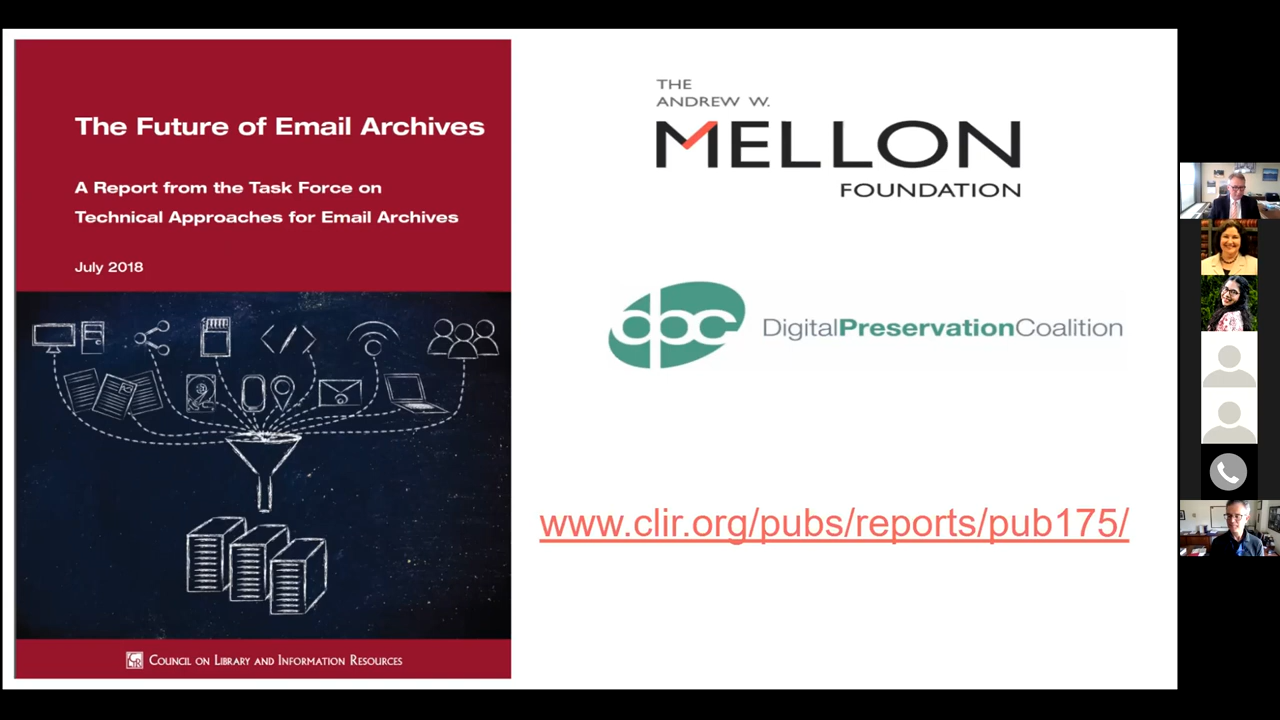 The Future of Email Archives
A Report from the Task Force on
Technical Approaches for Email Archives
July 2018
COUNCIL ON LIBRARY AND INFORMATION RESOURCES
THE
ANDREW W.
MELLON
FOUNDATION
dpc
DigitalPreservationCoalition
www.clir.org/pubs/reports/pub175/